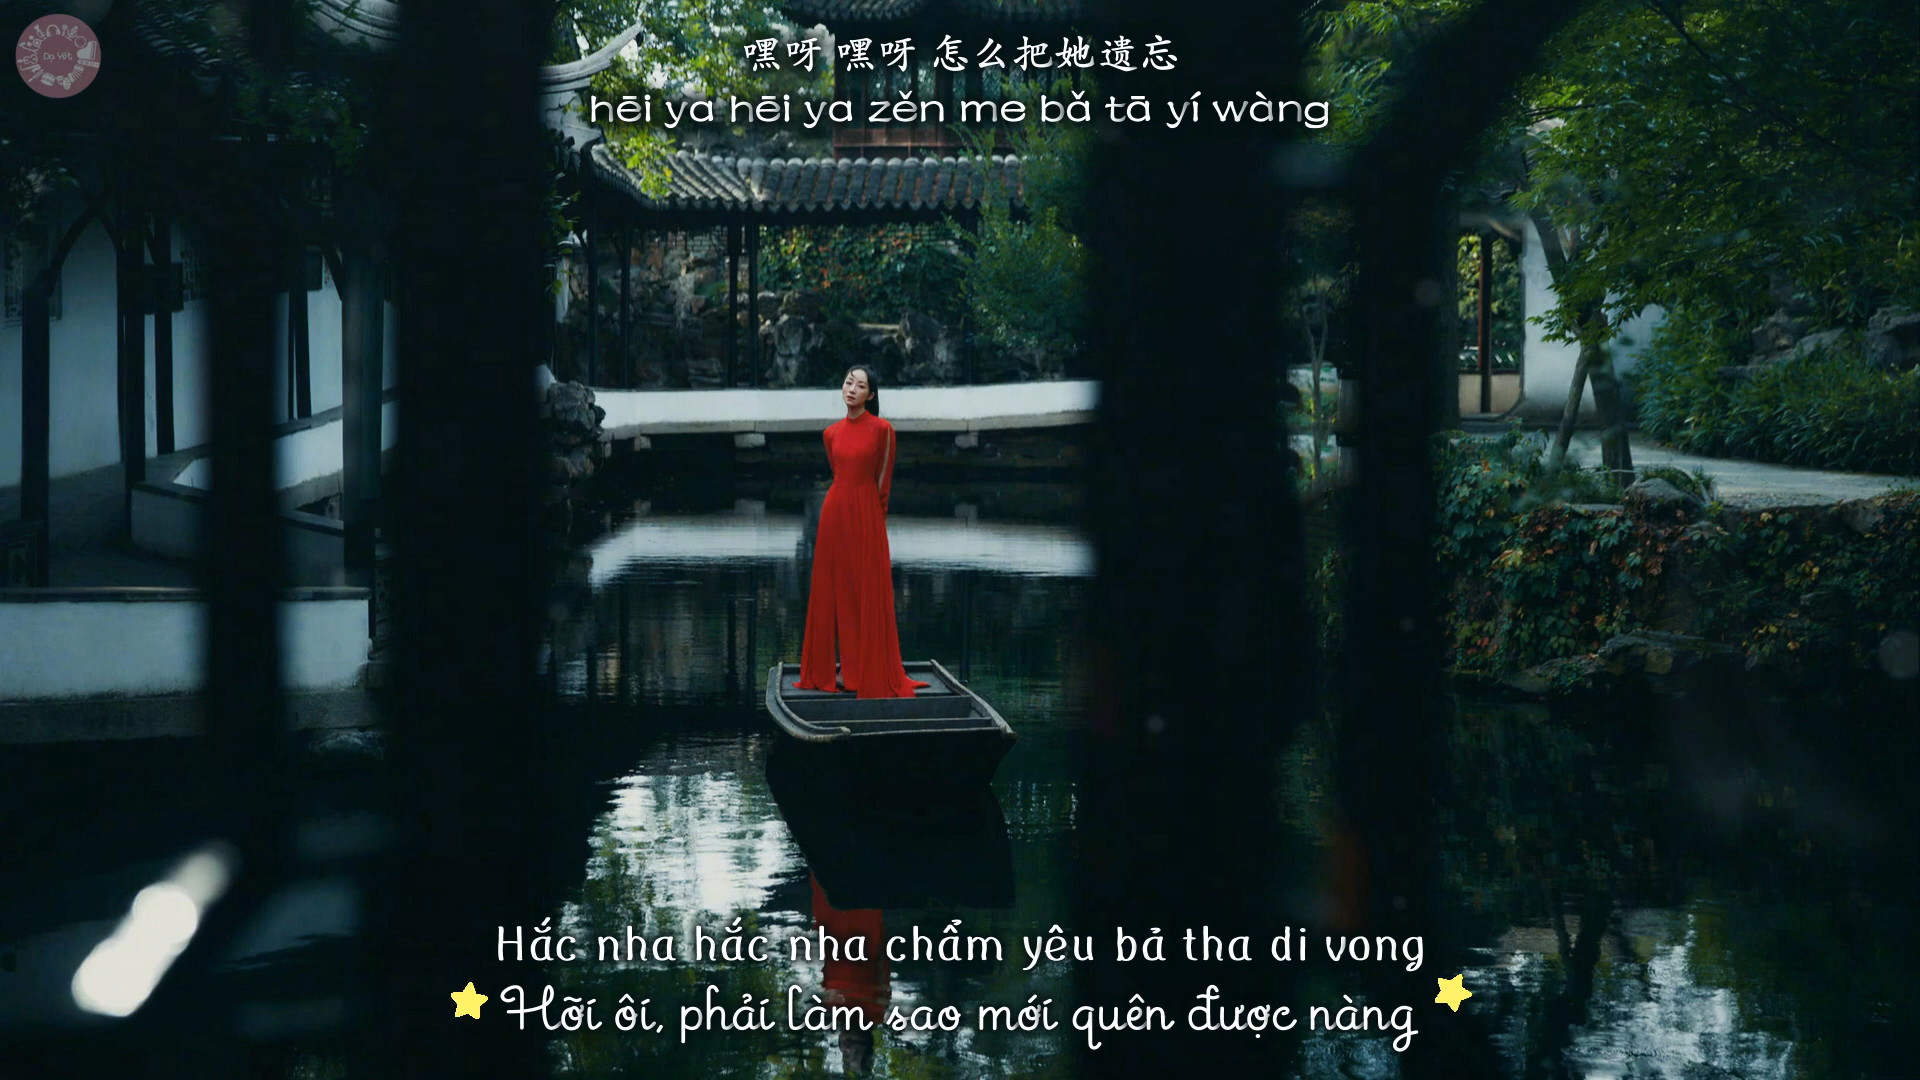 Dạ Vũ
嘿呀 嘿呀 怎么把她遗忘
hēi ya hēi ya zěn me bǎ tā yí wàng
Hắc nha hắc nha chẩm yêu bả tha di vong
Hỡi ôi, phải làm sao mới quên được nàng